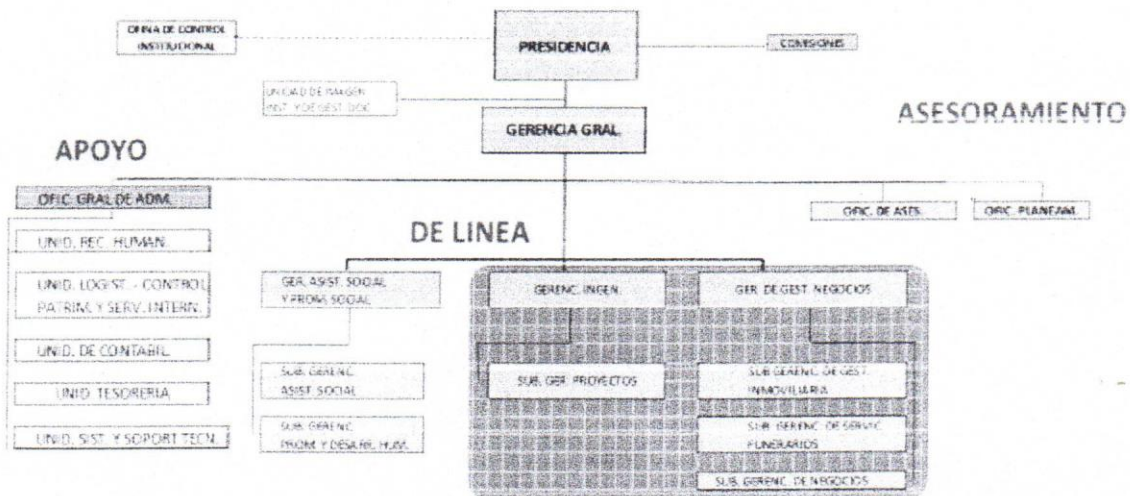 OFINA DE CONTROL
INSTITUCIONAL
PRESIDENCIA
COMISIONES
UNIDAD DE IMAGEN
INST. Y DE GEST. DOC.
GERENCIA GRAL.
ASESORAMIENTO
APOYO
OFIC. GRAL DE ADM.
OFIC. DE ASES.
OFIC. PLANEAM.
UNID. REC. HUMAN.
DE LINEA
UNID. LOGIST. - CONTROL
PATRIM. Y SERV. INTERN.
GER. ASIST. SOCIAL
Y PROM. SOCIAL
GERENC. INGEN.
GER. DE GEST. NEGOCIOS
UNID. DE CONTABIL.
UNID. TESORERIA
UNID. SIST. Y SOPORT TECN.
SUB. GERENC.
ASIST. SOCIAL
SUB. GER. PROYECTOS
SUB GERENC. DE GEST.
INMOVILIARIA
SUB. GERENC.
PROM. Y DESARR. HUM.
SUB. GERENC. DE SERVIC.
FUNERARIOS
SUB. GERENC. DE NEGOCIOS